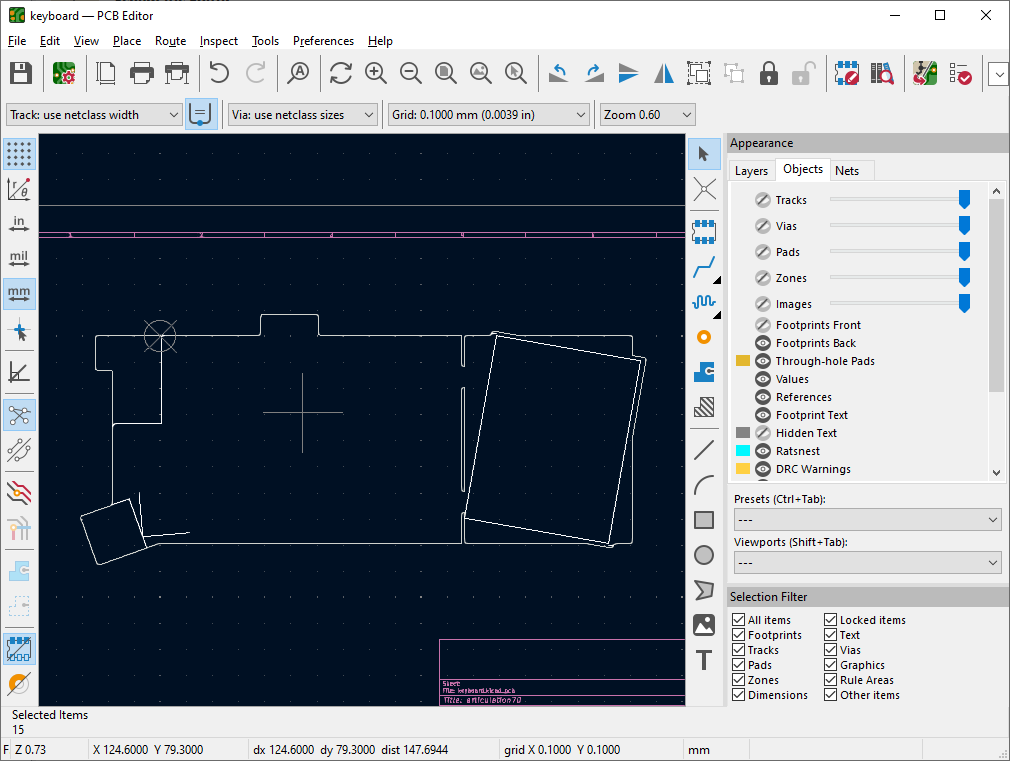 keyboard — PCB Editor
File Edit View Place Route Inspect Tools Preferences Help
Track: use netclass width Via: use netclass sizes Grid: 0.1000 mm (0.0039 in) Zoom 0.60
in
mil
mm
Appearance
Layers Objects Nets
Tracks
Vias
Pads
Zones
Images
Footprints Front
Footprints Back
Through-hole Pads
Values
References
Footprint Text
Hidden Text
Ratsnest
DRC Warnings
Presets (Ctrl+Tab):
---
Viewports (Shift+Tab):
---
Selection Filter
All items Locked items
Footprints Text
Tracks Vias
Pads Graphics
Zones Rule Areas
Dimensions Other items
Sheet:
File: keyboard.kicad_pcb
Title: articulation70
Selected Items
15
F Z 0.73 X 124.6000 Y 79.3000 dx 124.6000 dy 79.3000 dist 147.6944 grid X 0.1000 Y 0.1000 mm